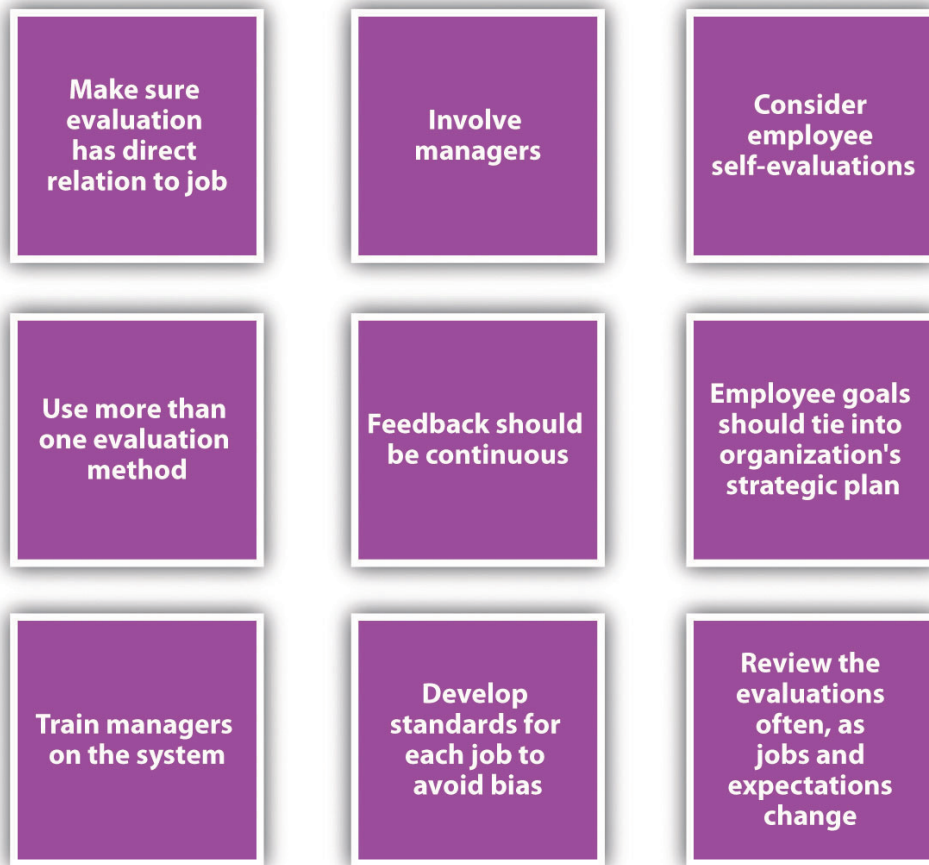 Make sure
evaluation
has direct
relation to job
Involve
managers
Consider
employee
self-evaluations
Use more than
one evaluation
method
Feedback should
be continuous
Employee goals
should tie into
organization's
strategic plan
Train managers
on the system
Develop
standards for
each job to
avoid bias
Review the
evaluations
often, as
jobs and
expectations
change